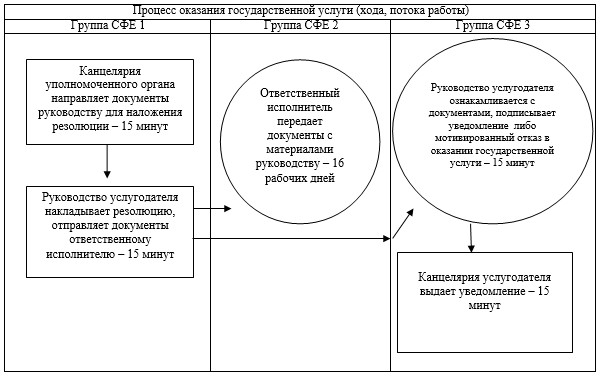 Процесс оказания государственной услуги (хода, потока работы)
Группа СФЕ 1
Группа СФЕ 2
Группа СФЕ 3
Канцелярия
уполномоченного органа
направляет документы
руководству для наложения
резолюции – 15 минут
Руководство услугодателя
накладывает резолюцию,
отправляет документы
ответственному
исполнителю – 15 минут
Ответственный
исполнитель
передает
документы с
материалами
руководству – 16
рабочих дней
Руководство услугодателя
ознакамливается с
документами, подписывает
уведомление либо
мотивированный отказ в
оказании государственной
услуги – 15 минут
Канцелярия услугодателя
выдает уведомление – 15
минут